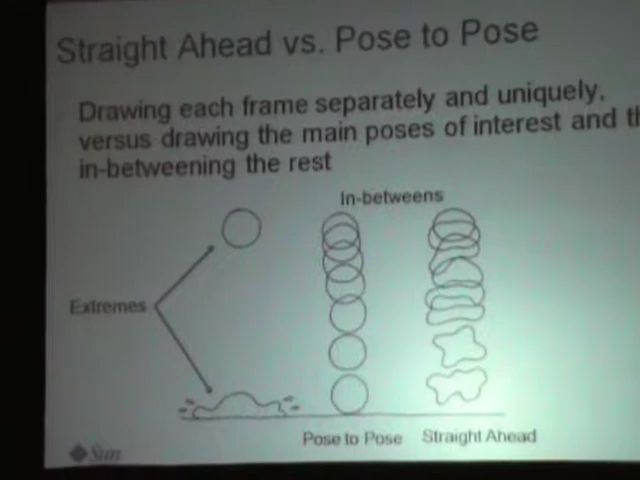 Straight Ahead vs. Pose to Pose
Drawing each frame separately and uniquely,
versus drawing the main poses of interest and
in-betweening the rest
In-betweens
Extremes
Pose to Pose
Straight Ahead
Sun